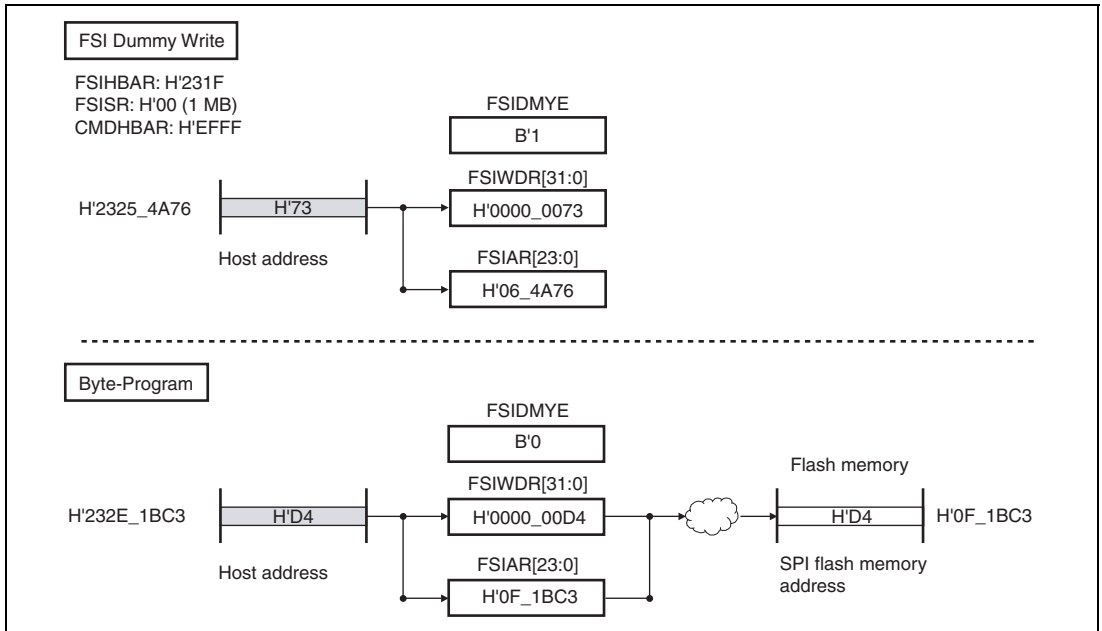 FSI Dummy Write
FSIHBAR: H'231F
FSISR: H'00 (1 MB)
CMDHBAR: H'EFFF
FSIDMYE
B'1
FSIWDR[31:0]
H'2325_4A76
H'73
H'0000_0073
Host address
FSIAR[23:0]
H'06_4A76
Byte-Program
FSIDMYE
B'0
Flash memory
FSIWDR[31:0]
H'232E_1BC3
H'D4
H'0000_00D4
H'D4
H'0F_1BC3
Host address
FSIAR[23:0]
H'0F_1BC3
SPI flash memory
address